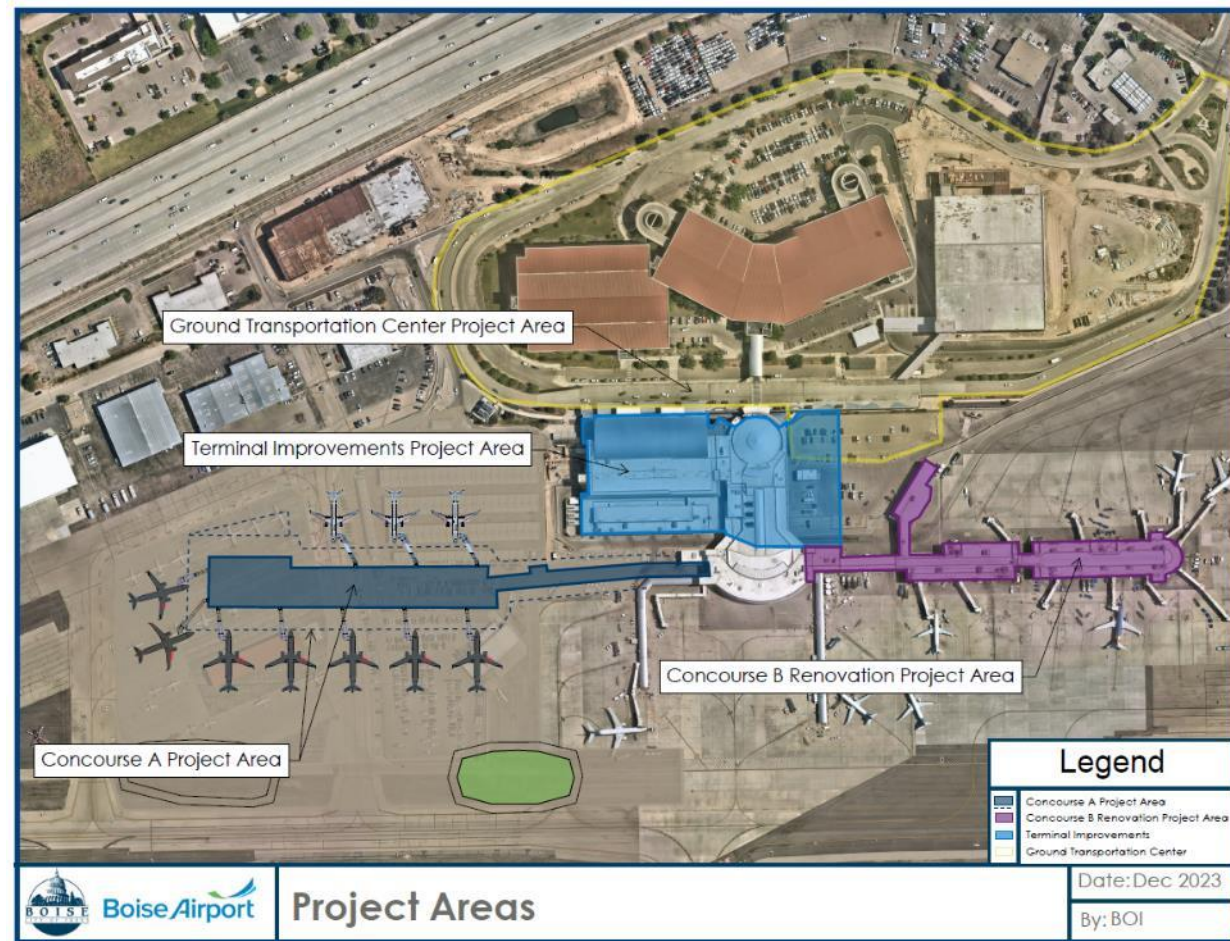 Ground Transportation Center Project Area
Terminal Improvements Project Area
Concourse B Renovation Project Area
Concourse A Project Area
Legend
Concourse A Project Area
Concourse B Renovation Project Area
Terminal Improvements
Ground Transportation Center
BOISE
Boise Airport
Project Areas
Date: Dec 2023
By: BOI